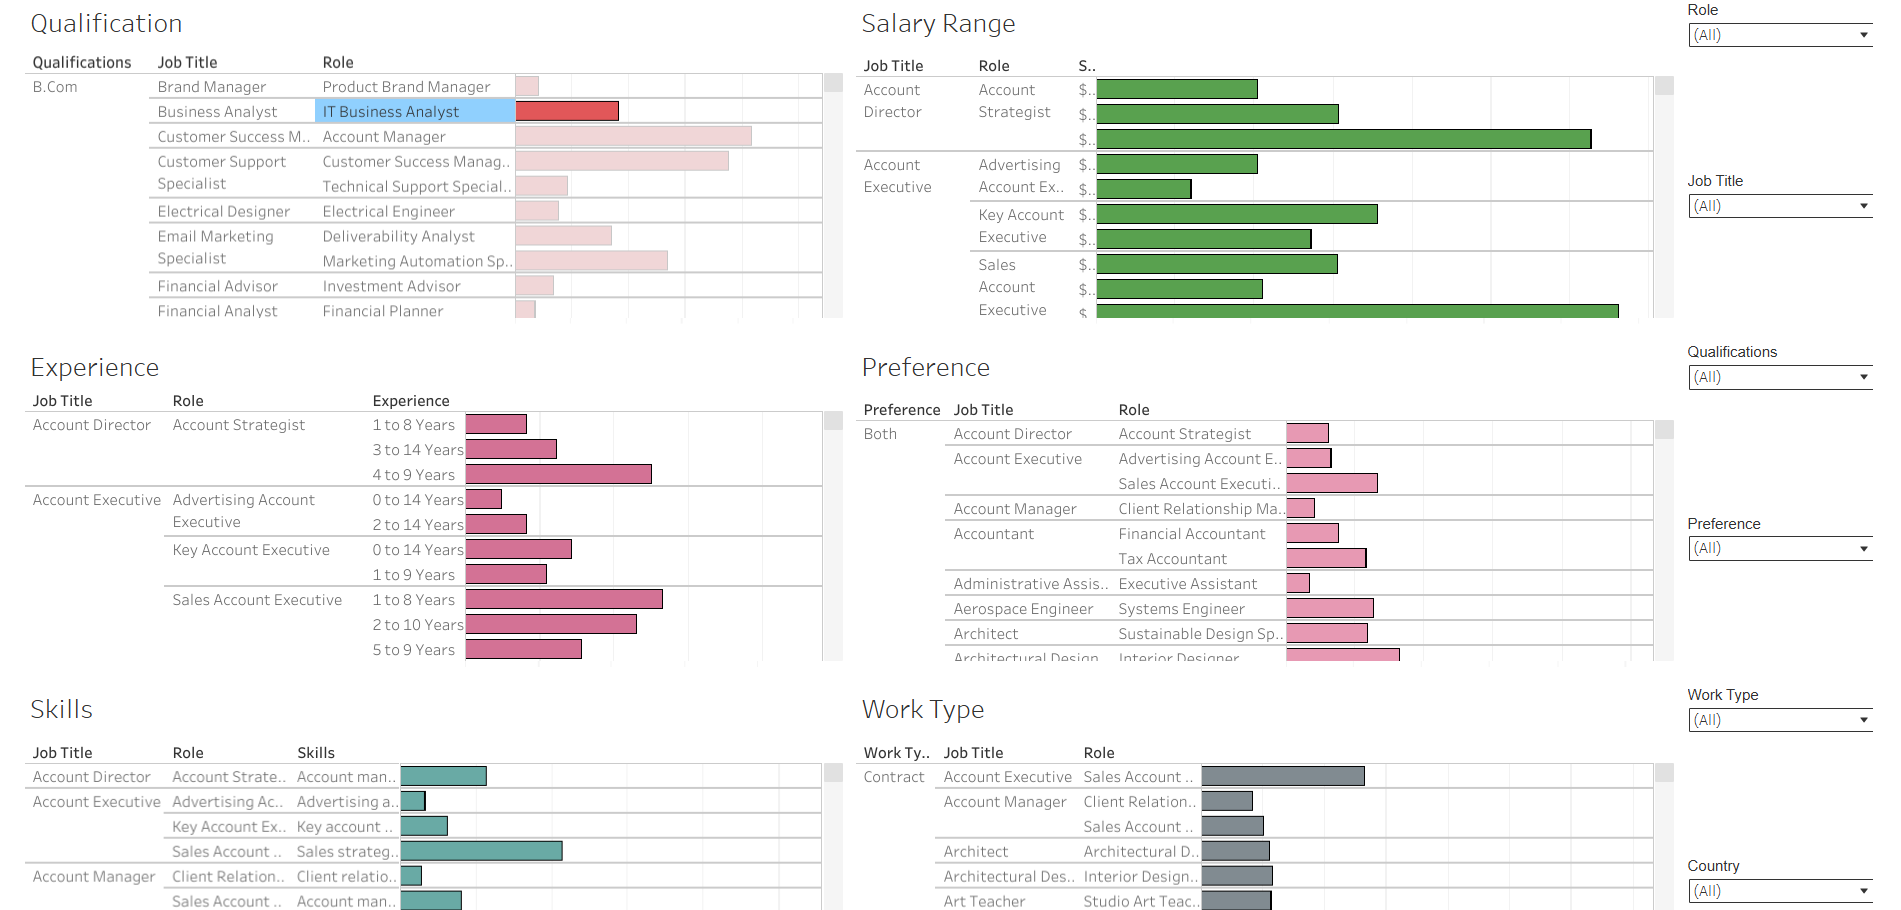 Qualification
Qualifications Job Title Role
B.Com Brand Manager Product Brand Manager
Business Analyst IT Business Analyst
Customer Success M.. Account Manager
Customer Support Specialist Customer Success Manag..
Technical Support Special..
Electrical Designer Electrical Engineer
Email Marketing Specialist Deliverability Analyst
Marketing Automation Sp..
Financial Advisor Investment Advisor
Financial Analyst Financial Planner
Salary Range
Job Title Role S..
Account Director Account Strategist $..
$..
$..
Account Executive Advertising Account Ex.. $..
$..
Key Account Executive $..
$..
Sales Account Executive $..
$..
$
Role
(All)
Job Title
(All)
Experience
Job Title Role Experience
Account Director Account Strategist 1 to 8 Years
3 to 14 Years
4 to 9 Years
Account Executive Advertising Account Executive 0 to 14 Years
2 to 14 Years
Key Account Executive 0 to 14 Years
1 to 9 Years
Sales Account Executive 1 to 8 Years
2 to 10 Years
5 to 9 Years
Preference
Preference Job Title Role
Both Account Director Account Strategist
Account Executive Advertising Account E..
Sales Account Executi..
Account Manager Client Relationship Ma..
Accountant Financial Accountant
Tax Accountant
Administrative Assis.. Executive Assistant
Aerospace Engineer Systems Engineer
Architect Sustainable Design Sp..
Architectural Design Interior Designer
Qualifications
(All)
Preference
(All)
Skills
Job Title Role Skills
Account Director Account Strate.. Account man..
Account Executive Advertising Ac.. Advertising a..
Key Account Ex.. Key account ..
Sales Account .. Sales strateg..
Account Manager Client Relation.. Client relatio..
Sales Account .. Account man..
Work Type
Work Ty.. Job Title Role
Contract Account Executive Sales Account ..
Account Manager Client Relation..
Sales Account ..
Architect Architectural D..
Architectural Des.. Interior Design..
Art Teacher Studio Art Teac..
Work Type
(All)
Country
(All)